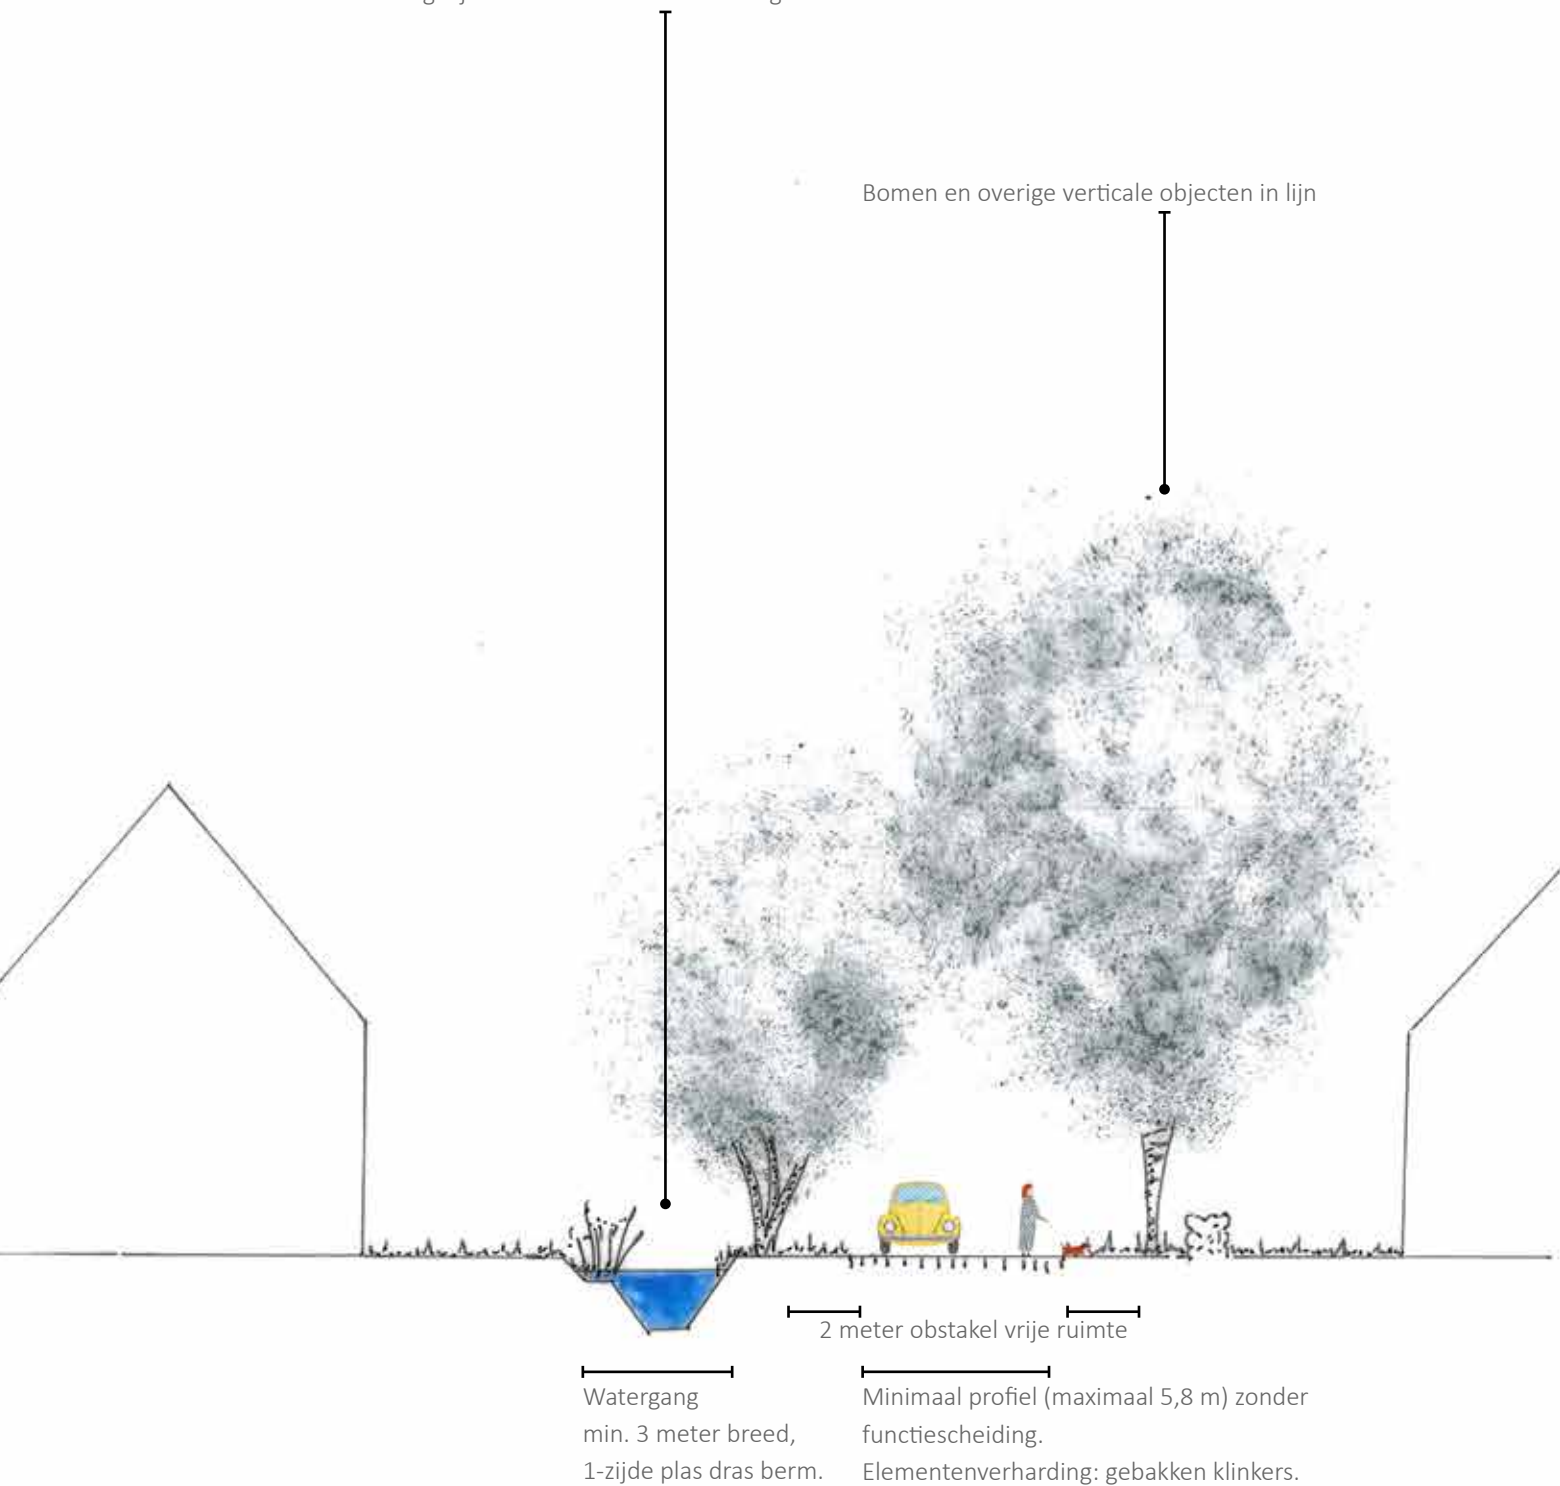 Bomen en overige verticale objecten in lijn
2 meter obstakel vrije ruimte
Watergang
min. 3 meter breed,
1-zijde plas dras berm.
Minimaal profiel (maximaal 5,8 m) zonder
functiescheiding.
Elementenverharding: gebakken klinkers.